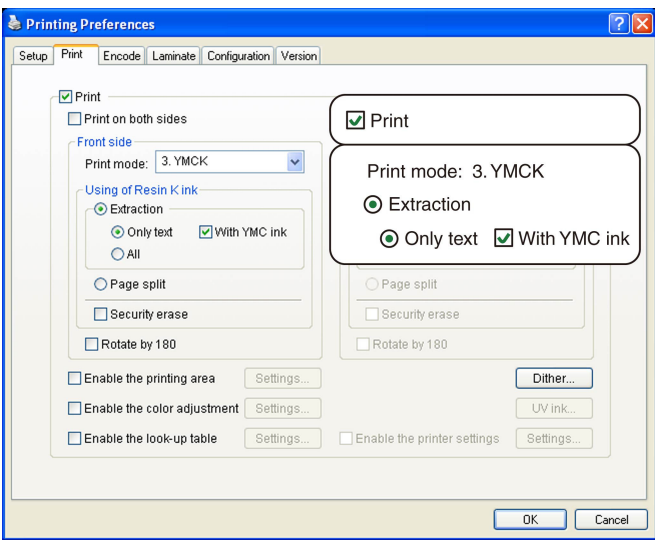 Printing Preferences
Setup Print Encode Laminate Configuration Version
Print
Print on both sides
Front side
Print mode: 3. YMCK
Using of Resin K ink
Extraction
Only text With YMC ink
All
Page split
Security erase
Rotate by 180
Print
Print mode: 3. YMCK
Extraction
Only text With YMC ink
Page split
Security erase
Rotate by 180
Enable the printing area Settings... Dither...
Enable the color adjustment Settings... UV ink...
Enable the look-up table Settings... Enable the printer settings Settings...
OK Cancel